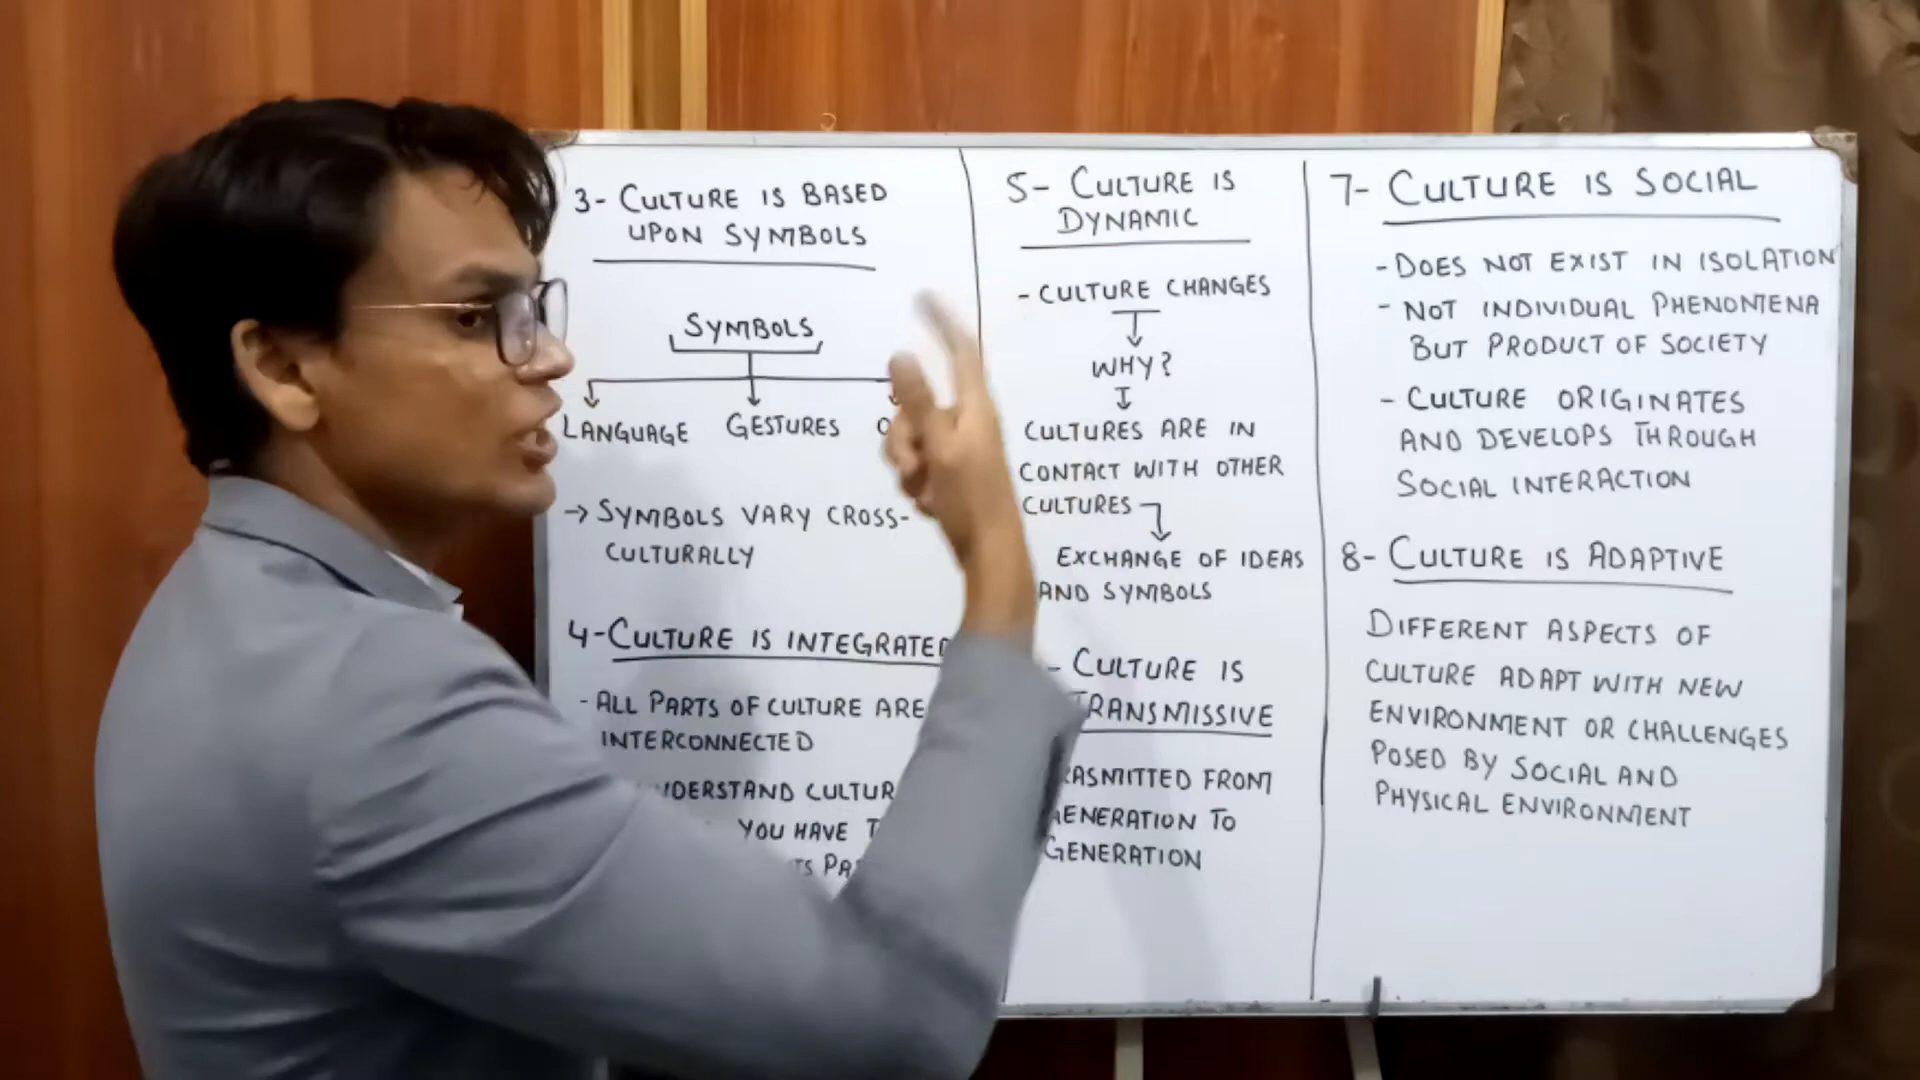 3- CULTURE IS BASED
UPON SYMBOLS
SYMBOLS
LANGUAGE GESTURES
→ SYMBOLS VARY CROSS-
CULTURALLY
4- CULTURE IS INTEGRATED
- ALL PARTS OF CULTURE ARE
INTERCONNECTED
YOU HAVE
5- CULTURE IS
DYNAMIC
- CULTURE CHANGES
WHY?
CULTURES ARE IN
CONTACT WITH OTHER
CULTURES
EXCHANGE OF IDEAS
AND SYMBOLS
- CULTURE IS
TRANSMISSIVE
FROM
GENERATION TO
GENERATION
7- CULTURE IS SOCIAL
- DOES NOT EXIST IN ISOLATION
- NOT INDIVIDUAL PHENOMENA
BUT PRODUCT OF SOCIETY
- CULTURE ORIGINATES
AND DEVELOPS THROUGH
SOCIAL INTERACTION
8- CULTURE IS ADAPTIVE
DIFFERENT ASPECTS OF
CULTURE ADAPT WITH NEW
ENVIRONMENT OR CHALLENGES
POSED BY SOCIAL AND
PHYSICAL ENVIRONMENT